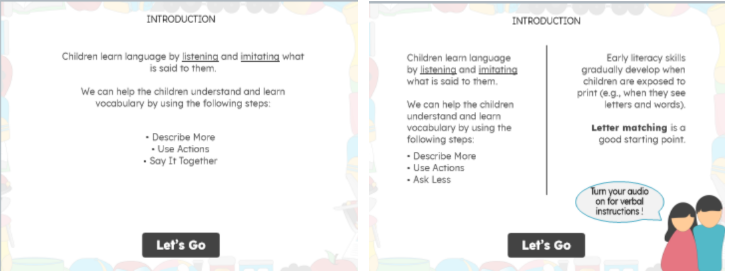 INTRODUCTION
Children learn language by listening and imitating what
is said to them.
We can help the children understand and learn
vocabulary by using the following steps:
• Describe More
• Use Actions
• Say It Together
Let's Go
INTRODUCTION
Children learn language
by listening and imitating
what is said to them.
We can help the children
understand and learn
vocabulary by using the
following steps:
• Describe More
• Use Actions
• Ask Less
Early literacy skills
gradually develop when
children are exposed to
print (e.g., when they see
letters and words).
Letter matching is a
good starting point.
Turn your audio
on for verbal
instructions !
Let's Go